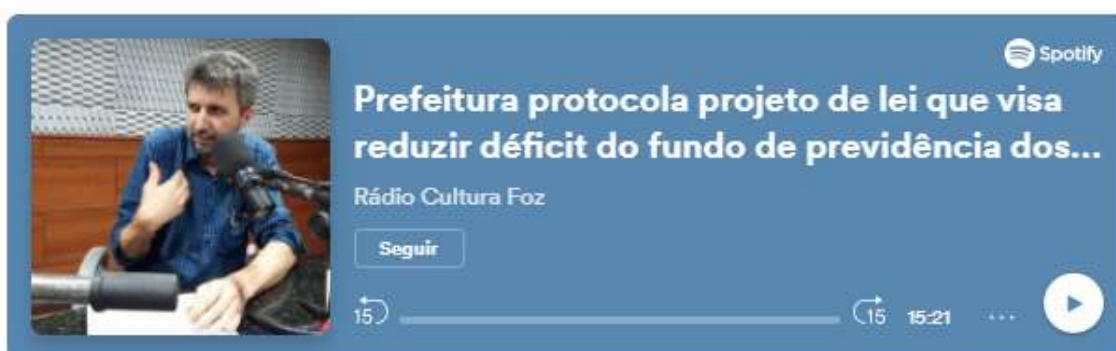 Spotify
Prefeitura protocola projeto de lei que visa
reduzir déficit do fundo de previdência dos...
Rádio Cultura Foz
Seguir
15
15
15:21